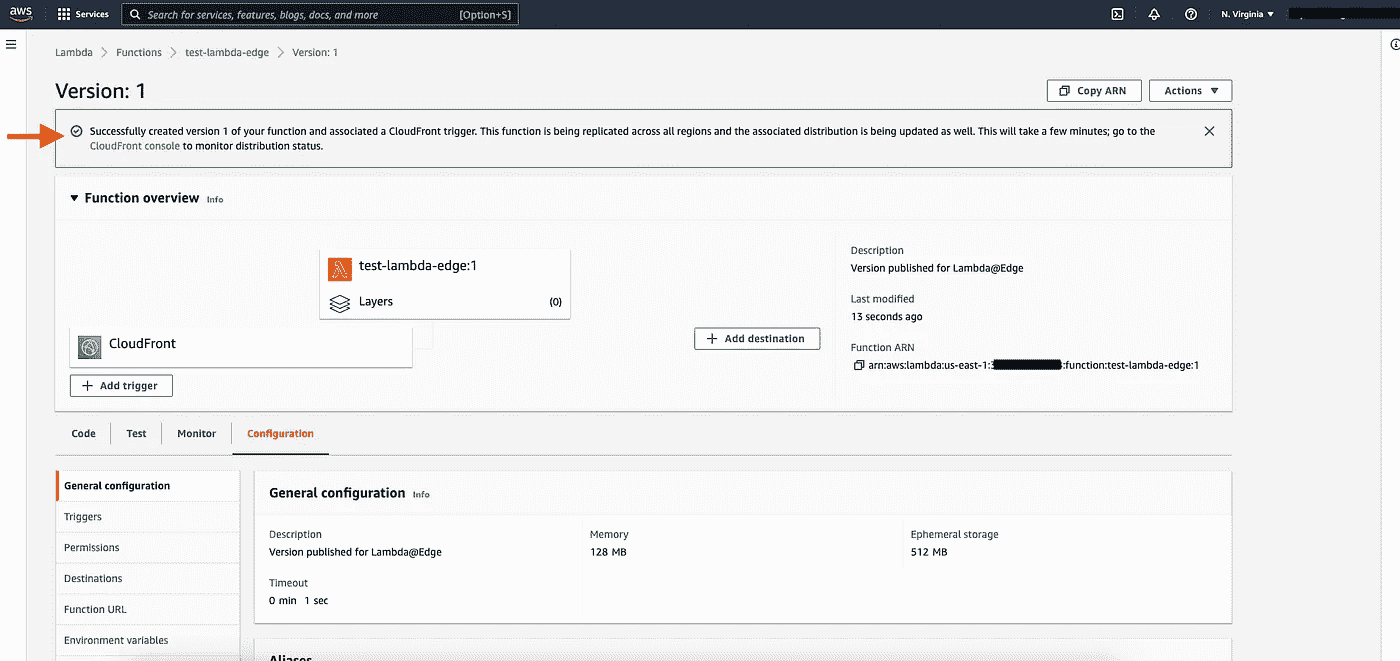 aws
Services
Search for services, features, blogs, docs, and more [Option+S]
N. Virginia
Lambda Functions test-lambda-edge Version: 1
Version: 1
Copy ARN
Actions
Successfully created version 1 of your function and associated a CloudFront trigger. This function is being replicated across all regions and the associated distribution is being updated as well. This will take a few minutes; go to the
CloudFront console to monitor distribution status.
Function overview Info
test-lambda-edge:1
Layers (0)
CloudFront
Add trigger
Add destination
Description
Version published for Lambda@Edge
Last modified
13 seconds ago
Function ARN
arn:aws:lambda:us-east-1: :function:test-lambda-edge:1
Code Test Monitor Configuration
General configuration
Triggers
Permissions
Destinations
Function URL
Environment variables
General configuration Info
Description
Version published for Lambda@Edge
Memory
128 MB
Ephemeral storage
512 MB
Timeout
0 min 1 sec
Aliases